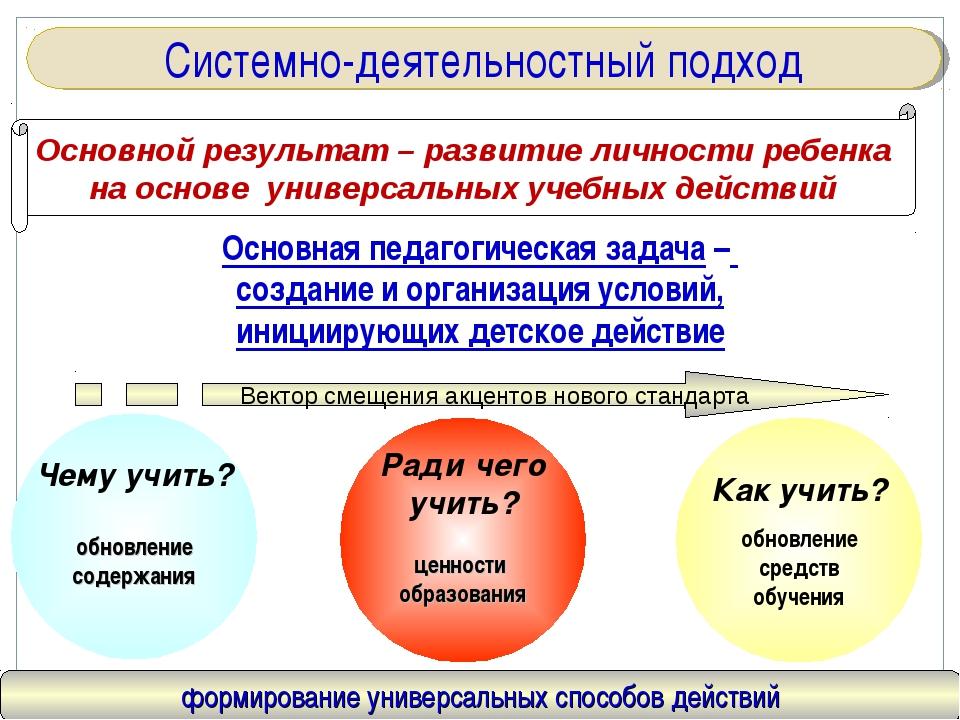 Системно-деятельностный подход
Основной результат – развитие личности ребенка
на основе универсальных учебных действий
Основная педагогическая задача –
создание и организация условий,
инициирующих детское действие
Вектор смещения акцентов нового стандарта
Чему учить?
обновление
содержания
Ради чего
учить?
ценности
образования
Как учить?
обновление
средств
обучения
формирование универсальных способов действий